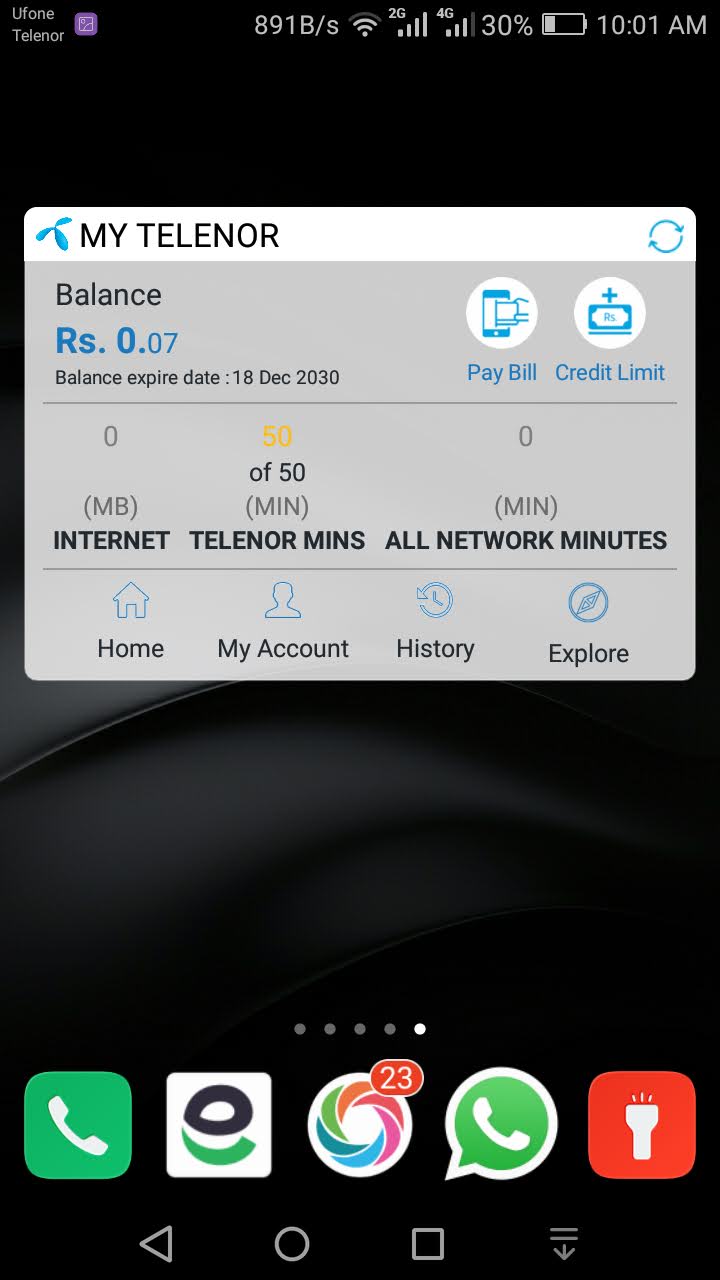 Ufone
Telenor
891B/s 2G 4G 30% 10:01 AM
MY TELENOR
Balance
Rs. 0.07
Balance expire date :18 Dec 2030
Rs.
Pay Bill Credit Limit
0 50 0
of 50
(MB) (MIN) (MIN)
INTERNET TELENOR MINS ALL NETWORK MINUTES
Home My Account History Explore
23